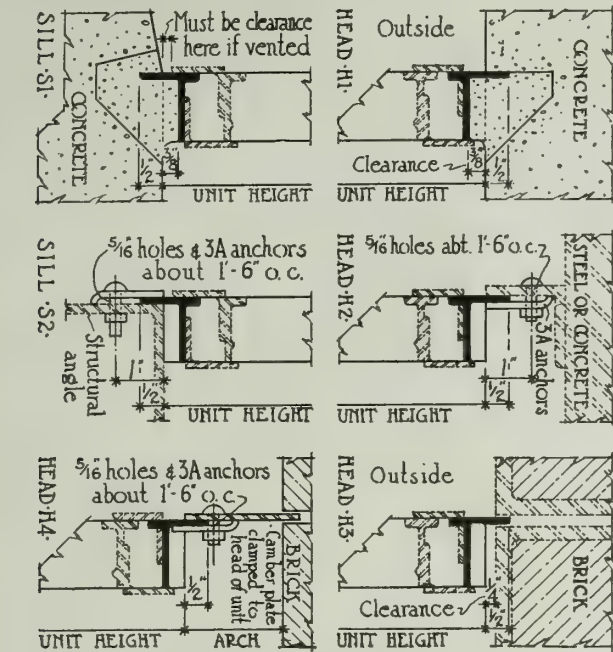 SILL·S1·
CONCRETE
Must be clearance
here if vented
3/8"
1/2"
UNIT HEIGHT
HEAD·H1·
Outside
CONCRETE
Clearance
3/8"
1/2"
UNIT HEIGHT
SILL·S2·
5/16" holes & 3A anchors
about 1'-6" o. c.
Structural
angle
1"
1/2"
UNIT HEIGHT
HEAD·H2·
5/16" holes abt. 1'-6" o.c.
STEEL OR CONCRETE
3A anchors
1"
1/2"
UNIT HEIGHT
HEAD·H4·
5/16" holes & 3A anchors
about 1'-6" o. c.
Camber plate
clamped to
head of unit
BRICK
1/2"
UNIT HEIGHT
ARCH
HEAD·H3·
Outside
BRICK
Clearance
1/4"
1/2"
UNIT HEIGHT